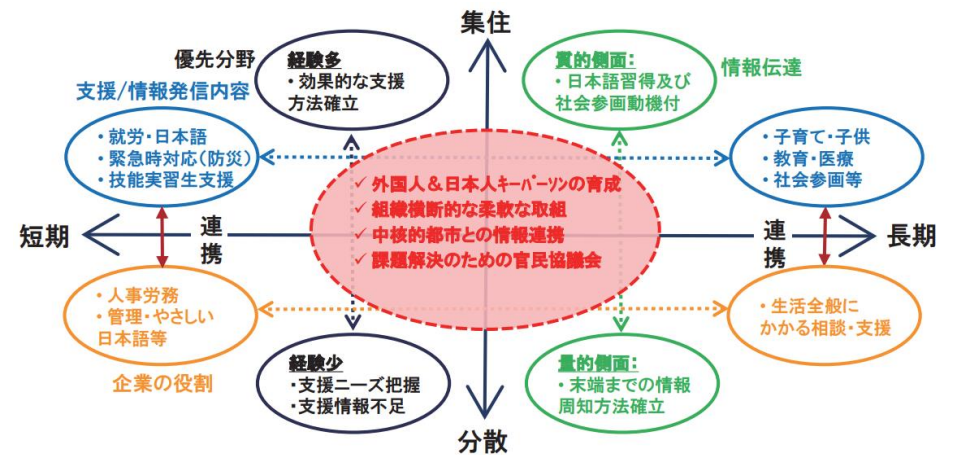 集住
優先分野
経験多
・効果的な支援
方法確立
質的側面:
・日本語習得及び
社会参画動機付
情報伝達
支援/情報発信内容
・就労・日本語
・緊急時対応(防災)
・技能実習生支援
・子育て・子供
・教育・医療
・社会参画等
✓ 外国人&日本人ｷｰﾊﾟｰｿﾝの育成
✓ 組織横断的な柔軟な取組
✓ 中核的都市との情報連携
✓ 課題解決のための官民協議会
短期
連携
連携
長期
・人事労務
・管理・やさしい
日本語等
企業の役割
・生活全般に
かかる相談・支援
経験少
・支援ニーズ把握
・支援情報不足
量的側面:
・末端までの情報
周知方法確立
分散